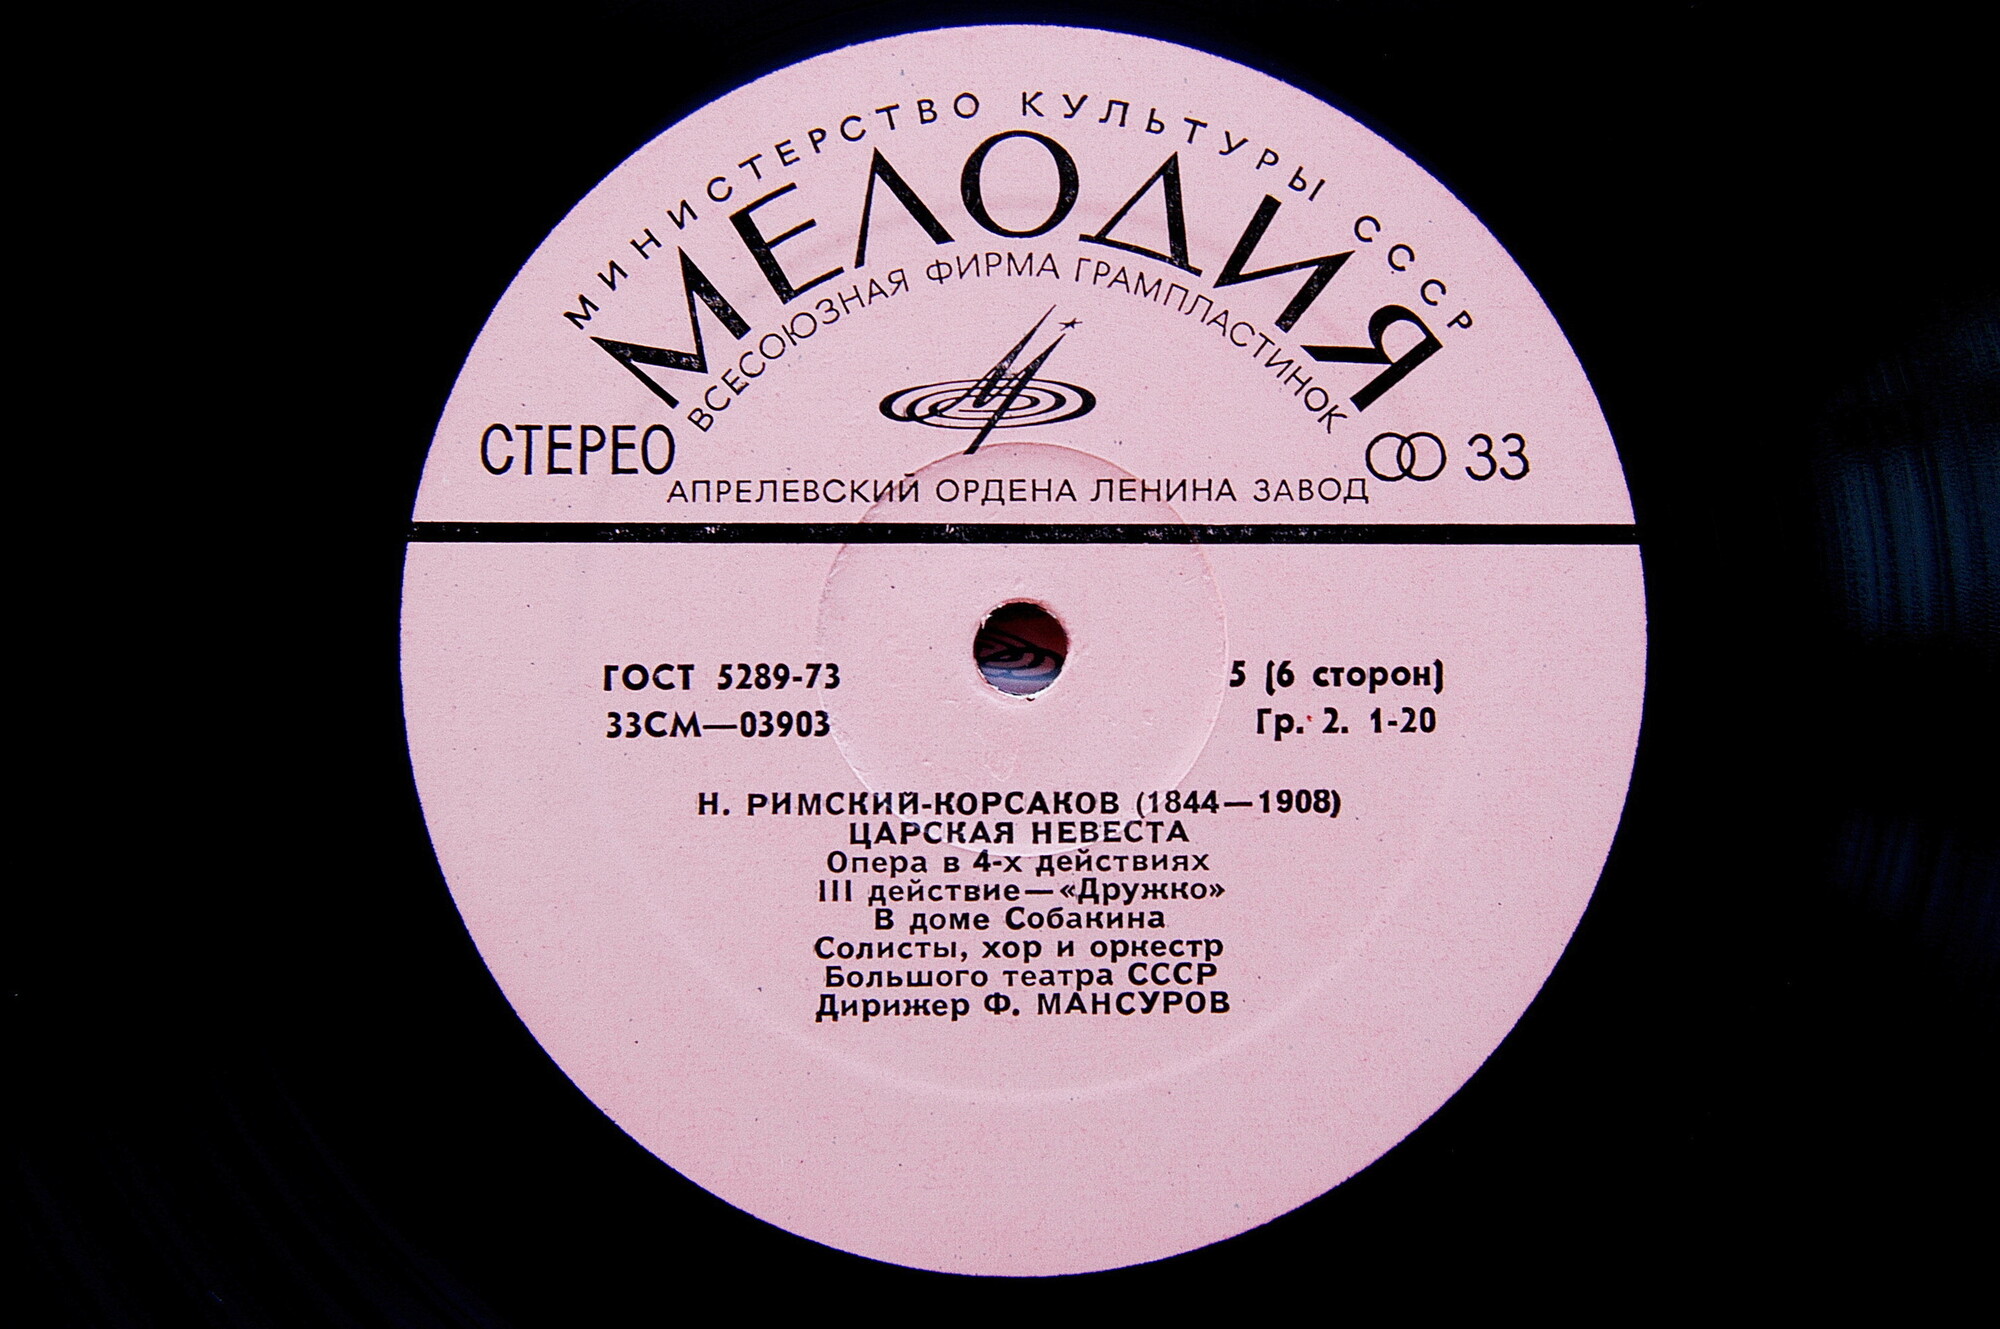 МИНИСТЕРСТВО КУЛЬТУРЫ СССР
МЕЛОДИЯ
ВСЕСОЮЗНАЯ ФИРМА ГРАМПЛАСТИНОК
СТЕРЕО
33
АПРЕЛЕВСКИЙ ОРДЕНА ЛЕНИНА ЗАВОД
ГОСТ 5289-73
33СМ—03903
5 (6 сторон)
Гр. 2. 1-20
Н. РИМСКИЙ-КОРСАКОВ (1844—1908)
ЦАРСКАЯ НЕВЕСТА
Опера в 4-х действиях
III действие—«Дружко»
В доме Собакина
Солисты, хор и оркестр
Большого театра СССР
Дирижер Ф. МАНСУРОВ